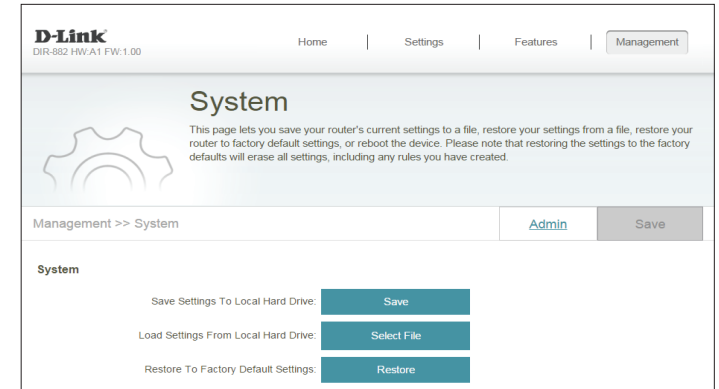 D-Link
DIR-882 HW:A1 FW:1.00
Home
Settings
Features
Management
System
This page lets you save your router's current settings to a file, restore your settings from a file, restore your
router to factory default settings, or reboot the device. Please note that restoring the settings to the factory
defaults will erase all settings, including any rules you have created.
Management >> System
Admin
Save
System
Save Settings To Local Hard Drive:
Save
Load Settings From Local Hard Drive:
Select File
Restore To Factory Default Settings:
Restore